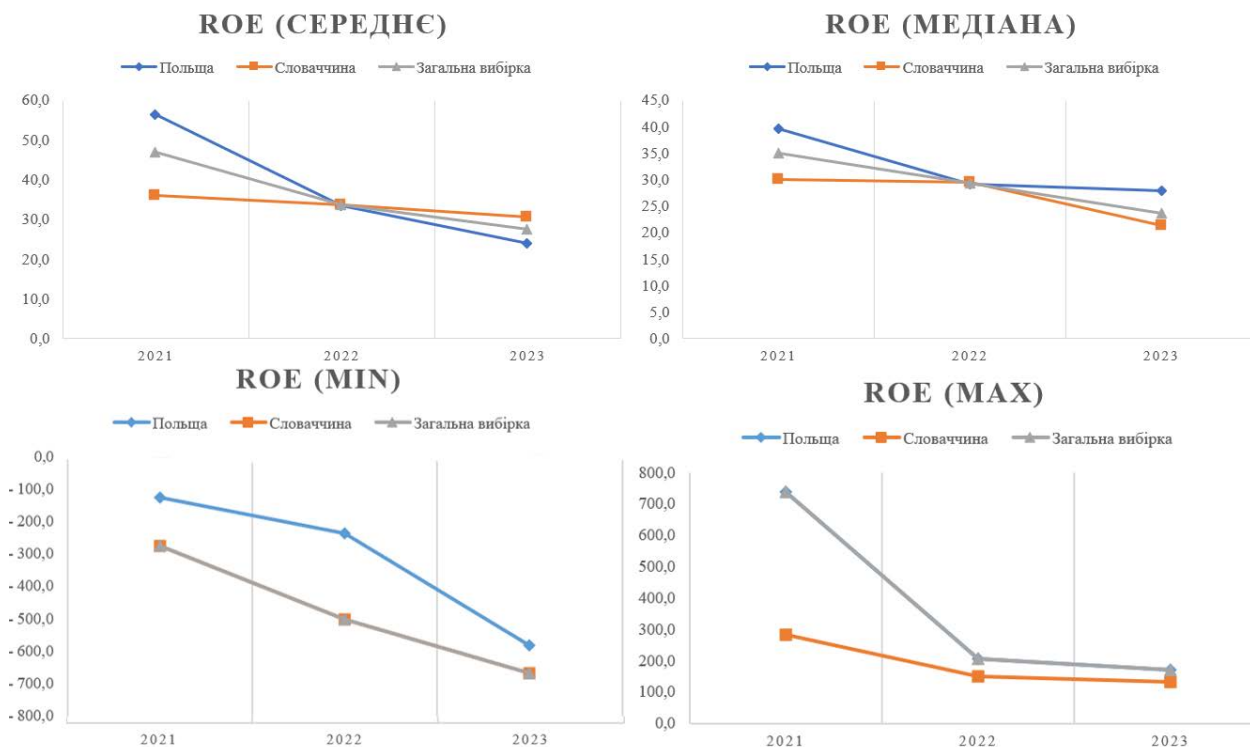 ROE (СЕРЕДНЄ)
Польща Словаччина Загальна вибірка
60,0
50,0
40,0
30,0
20,0
10,0
0,0
2021 2022 2023
ROE (МЕДІАНА)
Польща Словаччина Загальна вибірка
45,0
40,0
35,0
30,0
25,0
20,0
15,0
10,0
5,0
0,0
2021 2022 2023
ROE (MIN)
Польща Словаччина Загальна вибірка
0,0
- 100,0
- 200,0
- 300,0
- 400,0
- 500,0
- 600,0
- 700,0
- 800,0
2021 2022 2023
ROE (MAX)
Польща Словаччина Загальна вибірка
800,0
700,0
600,0
500,0
400,0
300,0
200,0
100,0
0,0
2021 2022 2023